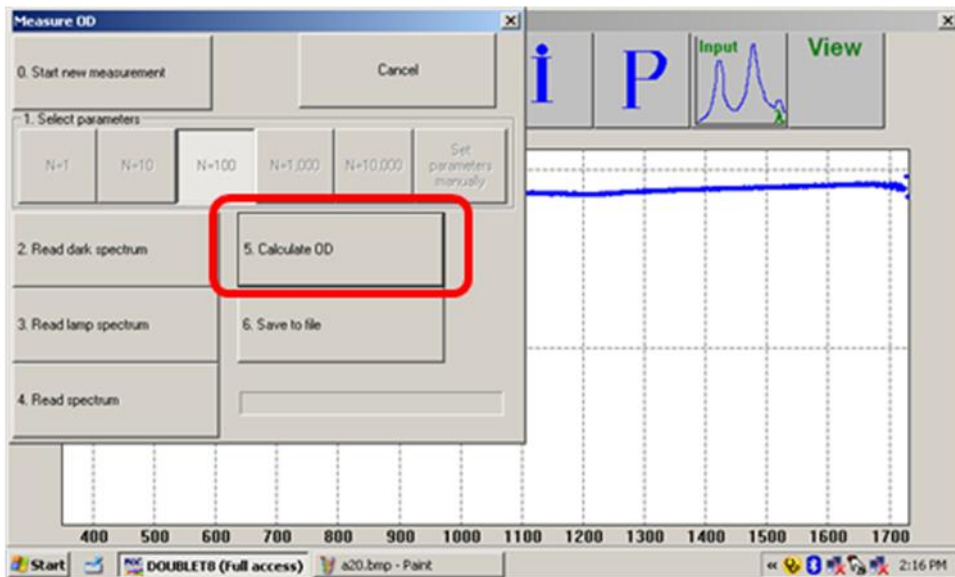 Measure OD
0. Start new measurement
Cancel
1. Select parameters
N=1
N=10
N=100
N=1,000
N=10,000
Set
parameters
manually
2. Read dark spectrum
5. Calculate OD
3. Read lamp spectrum
6. Save to file
4. Read spectrum
i
P
Input
λ
View
400 500 600 700 800 900 1000 1100 1200 1300 1400 1500 1600 1700
Start
DOUBLET8 (Full access)
a20.bmp - Paint
«
2:16 PM